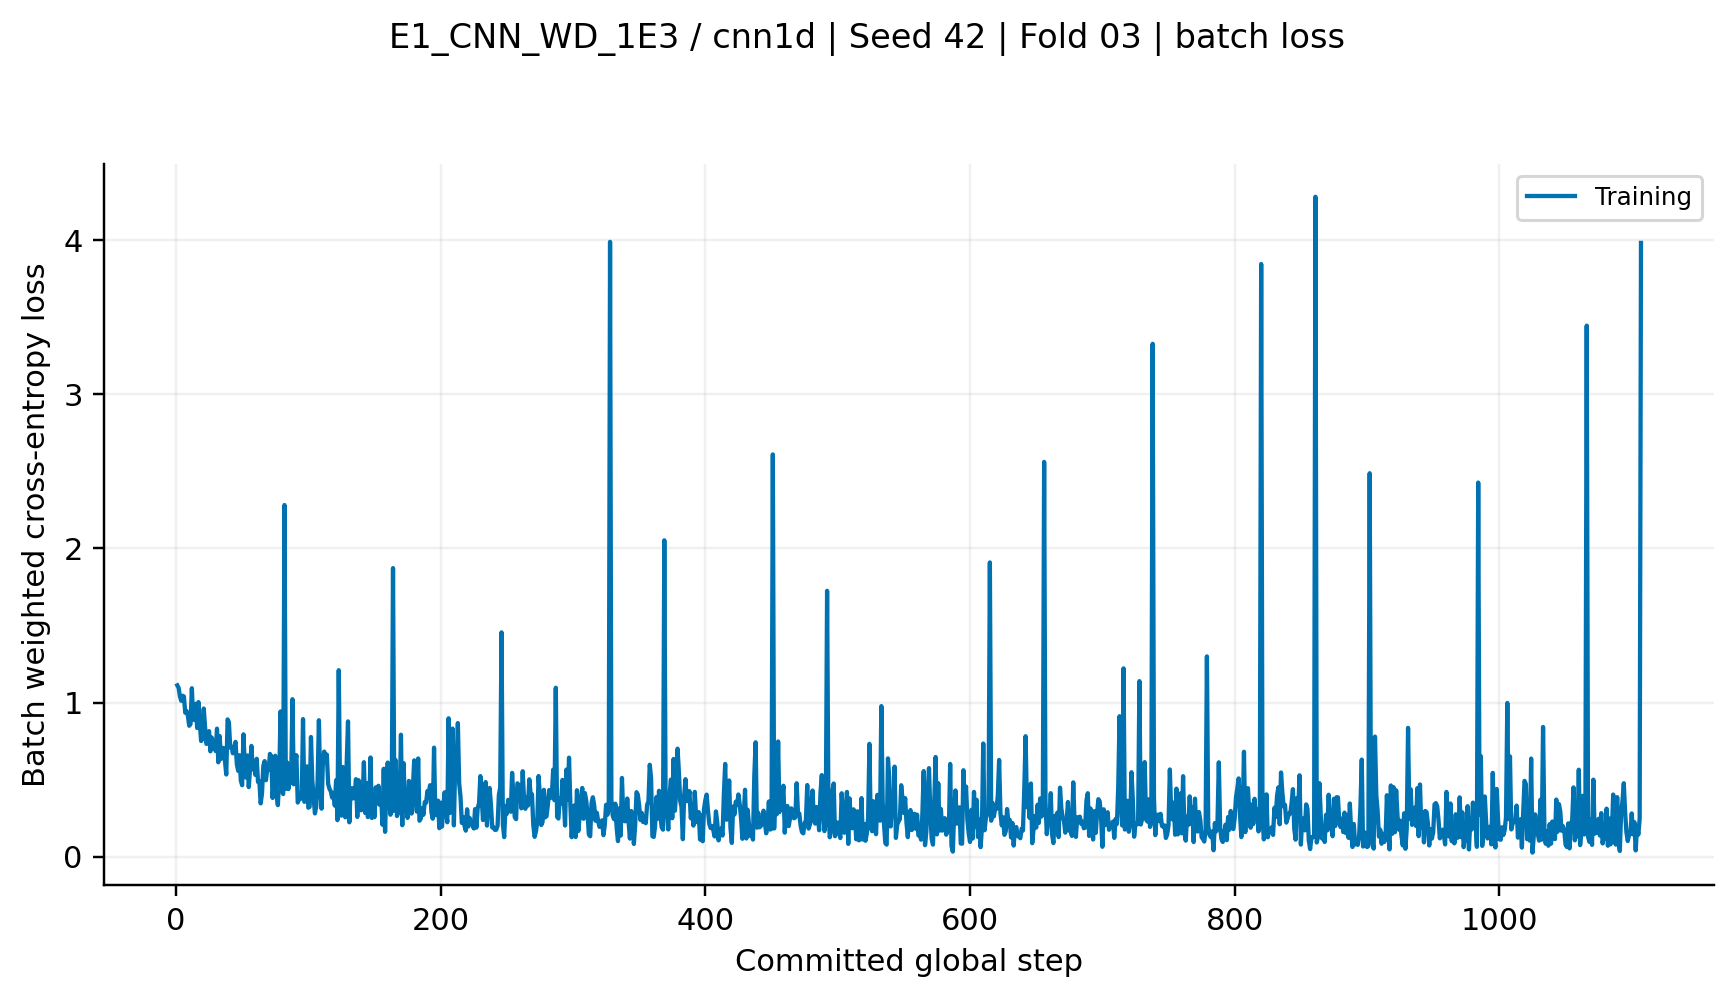 E1_CNN_WD_1E3 / cnn1d | Seed 42 | Fold 03 | batch loss
Training
Batch weighted cross-entropy loss
4
3
2
1
0
0 200 400 600 800 1000
Committed global step